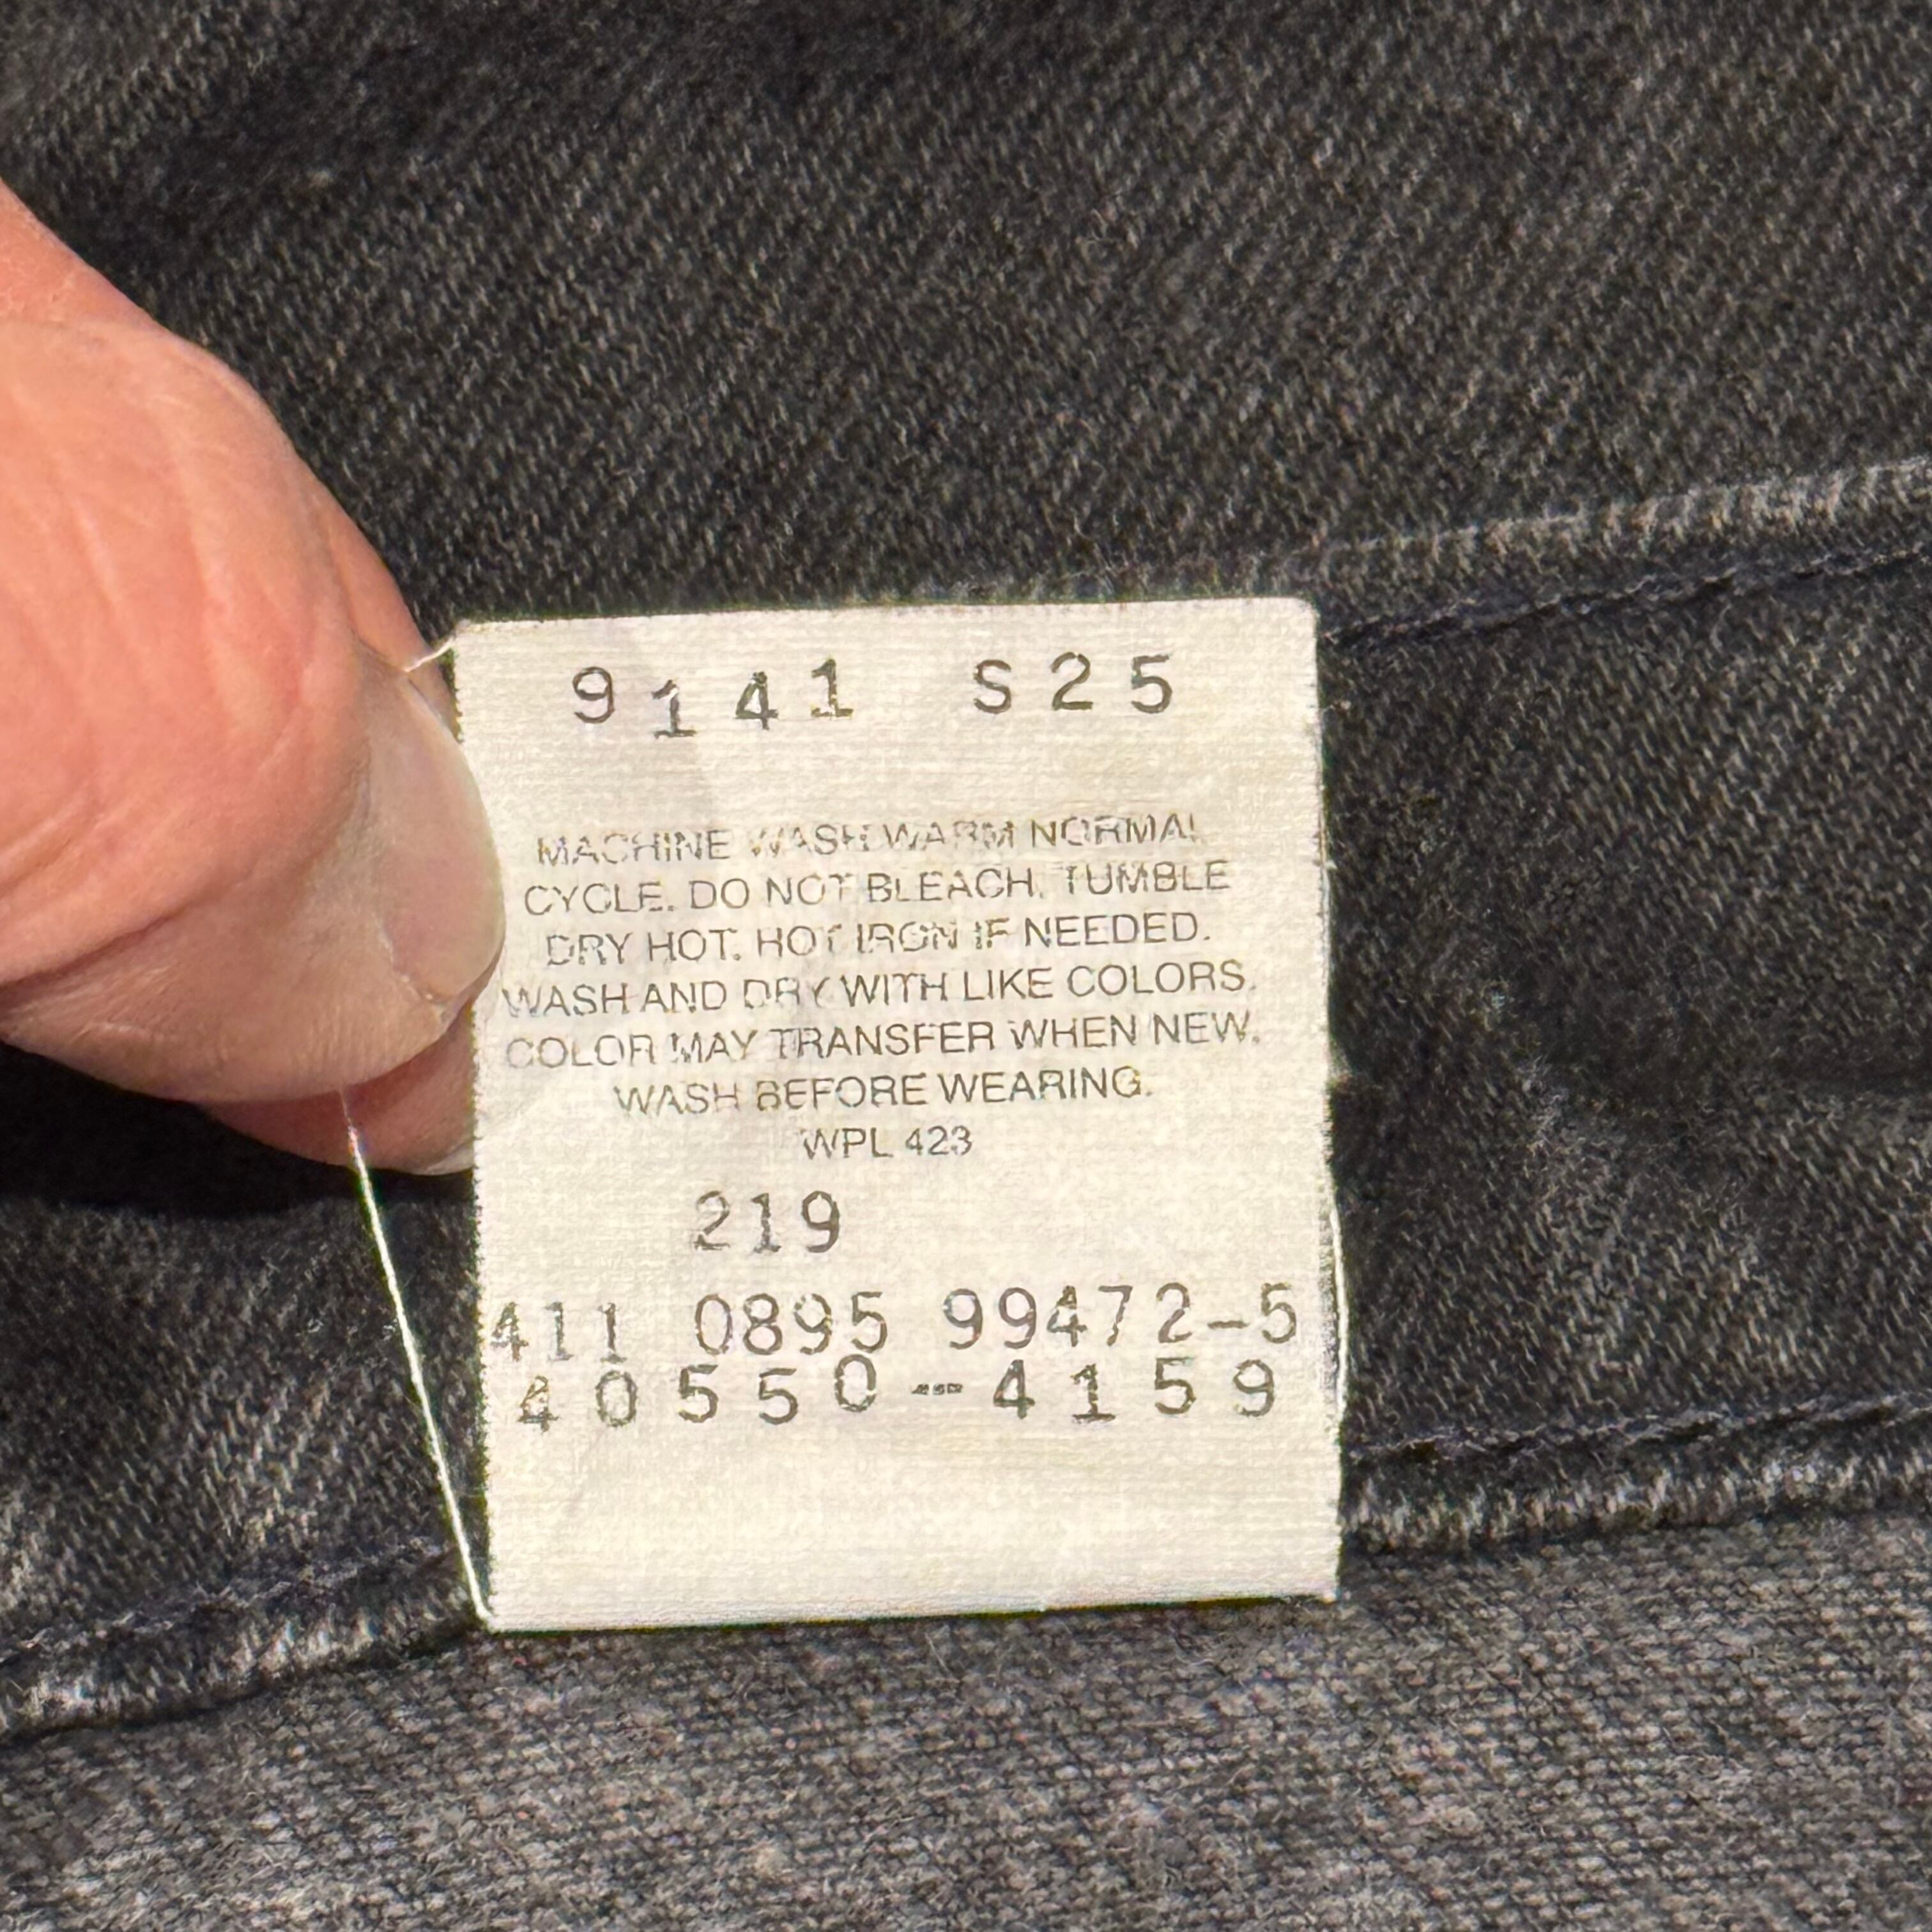 9141 S25
MACHINE WASH WARM NORMAL
CYCLE. DO NOT BLEACH. TUMBLE
DRY HOT. HOT IRON IF NEEDED.
WASH AND DRY WITH LIKE COLORS.
COLOR MAY TRANSFER WHEN NEW.
WASH BEFORE WEARING.
WPL 423
219
411 0895 99472-5
40550-4159